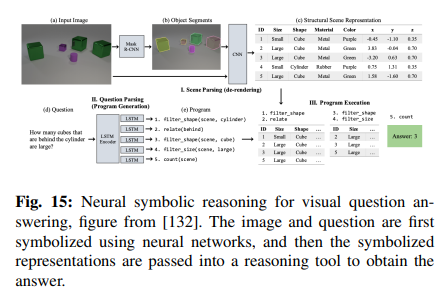 (a) Input Image
(b) Object Segments
(c) Structural Scene Representation
Mask
R-CNN
CNN
ID Size Shape Material Color x y z
1 Small Cube Metal Purple -0.45 -1.10 0.35
2 Large Cube Metal Green 3.83 -0.04 0.70
3 Large Cube Metal Green -3.20 0.63 0.70
4 Small Cylinder Rubber Purple 0.75 1.31 0.35
5 Large Cube Metal Green 1.58 -1.60 0.70
I. Scene Parsing (de-rendering)
II. Question Parsing
(Program Generation)
III. Program Execution
(d) Question
(e) Program
How many cubes that
are behind the cylinder
are large?
LSTM
Encoder
LSTM 1. filter_shape(scene, cylinder)
LSTM 2. relate(behind)
LSTM 3. filter_shape(scene, cube)
LSTM 4. filter_size(scene, large)
LSTM 5. count(scene)
1. filter_shape
2. relate
ID Size Shape ...
1 Small Cube ...
2 Large Cube ...
3 Large Cube ...
5 Large Cube ...
3. filter_shape
4. filter_size
ID Size Shape ...
2 Large Cube ...
3 Large Cube ...
5 Large Cube ...
5. count
Answer: 3
Fig. 15: Neural symbolic reasoning for visual question an-
swering, figure from [132]. The image and question are first
symbolized using neural networks, and then the symbolized
representations are passed into a reasoning tool to obtain the
answer.